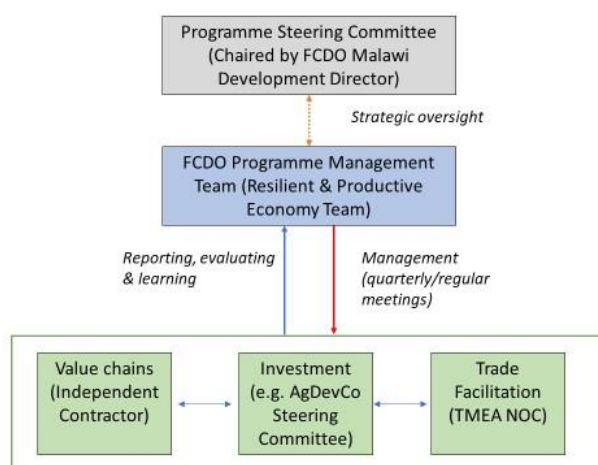 Programme Steering Committee
(Chaired by FCDO Malawi
Development Director)
Strategic oversight
FCDO Programme Management
Team (Resilient & Productive
Economy Team)
Reporting, evaluating
& learning
Management
(quarterly/regular
meetings)
Value chains
(Independent
Contractor)
Investment
(e.g. AgDevCo
Steering
Committee)
Trade
Facilitation
(TMEA NOC)